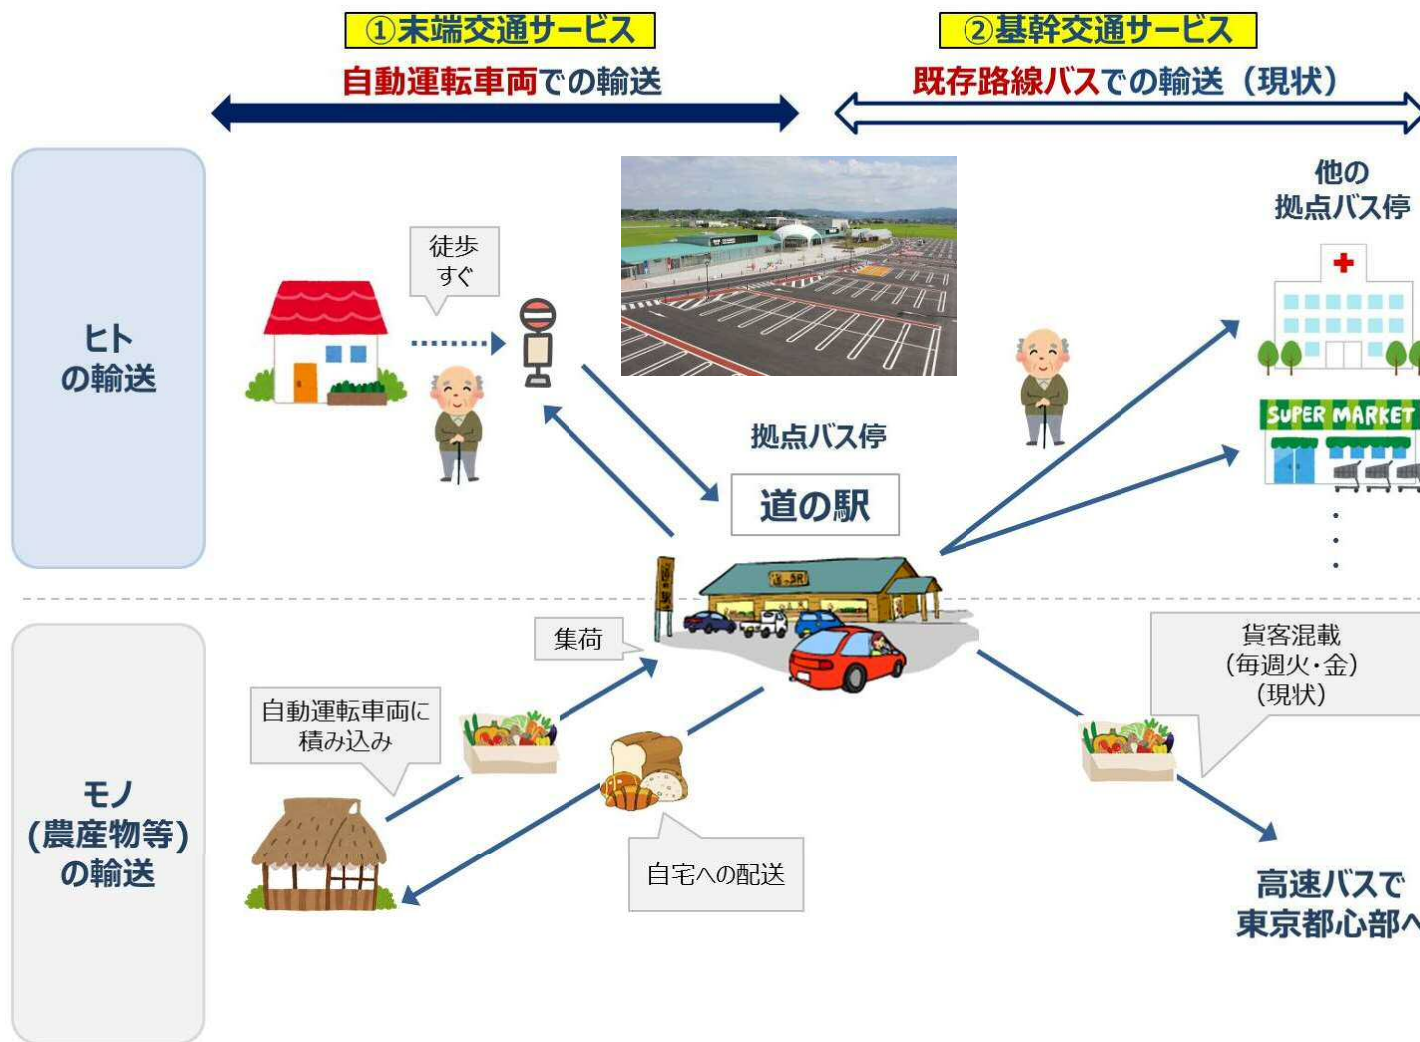 ①末端交通サービス
②基幹交通サービス
自動運転車両での輸送
既存路線バスでの輸送（現状）
ヒト
の輸送
徒歩
すぐ
他の
拠点バス停
SUPER MARKET
拠点バス停
道の駅
道の駅
道の駅
モノ
(農産物等)
の輸送
集荷
自動運転車両に
積み込み
自宅への配送
貨客混載
(毎週火・金)
(現状)
高速バスで
東京都心部へ